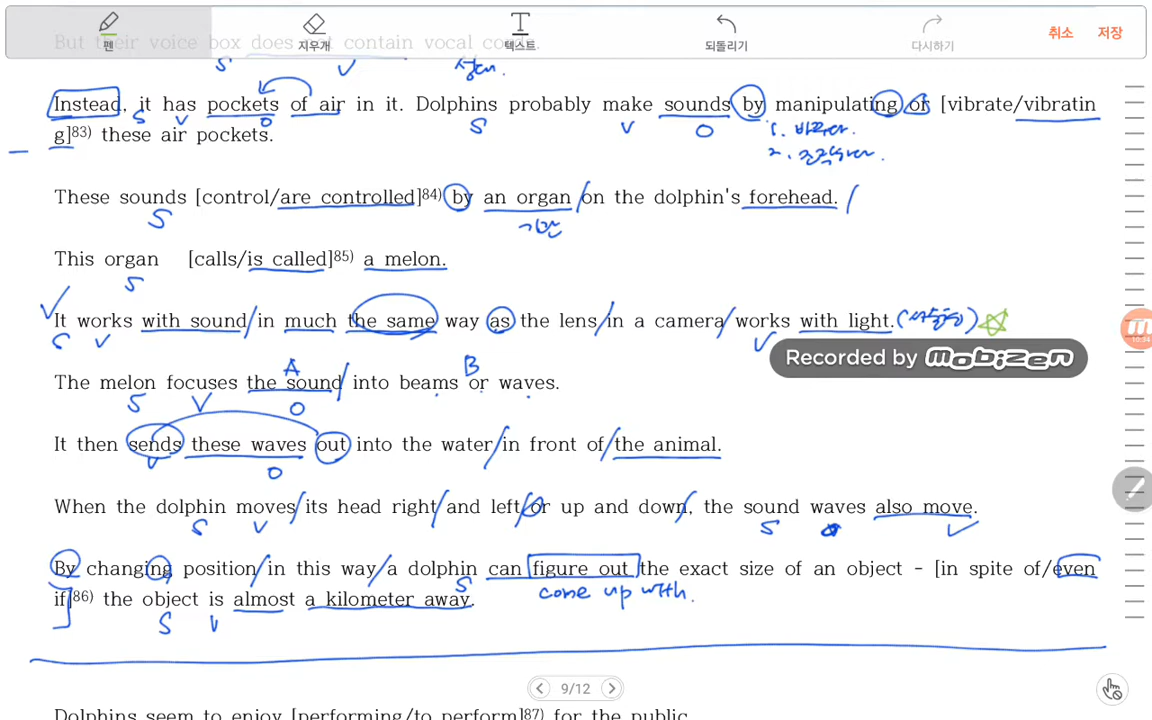 펜
지우개
텍스트
되돌리기
다시하기
취소
저장
But their voice box does not contain vocal cords.
S V
Instead, it has pockets of air in it. Dolphins probably make sounds by manipulating or [vibrate/vibratin
S V O S V O
g]83) these air pockets.
1. 바꾸다.
2. 조작하다.
These sounds [control/are controlled]84) by an organ/on the dolphin's forehead. /
S 기관
This organ [calls/is called]85) a melon.
S
It works with sound/in much the same way as the lens/in a camera/works with light.
S V V
Recorded by mobizen
A B
The melon focuses the sound/into beams or waves.
S V O
It then sends these waves out into the water/in front of/the animal.
V O
When the dolphin moves/its head right/and left/or up and down/, the sound waves also move.
S V S V
By changing position/in this way/a dolphin can figure out the exact size of an object - [in spite of/even
S come up with.
if]86) the object is almost a kilometer away.
S V
9/12
Dolphins seem to enjoy [performing/to perform]87) for the public.